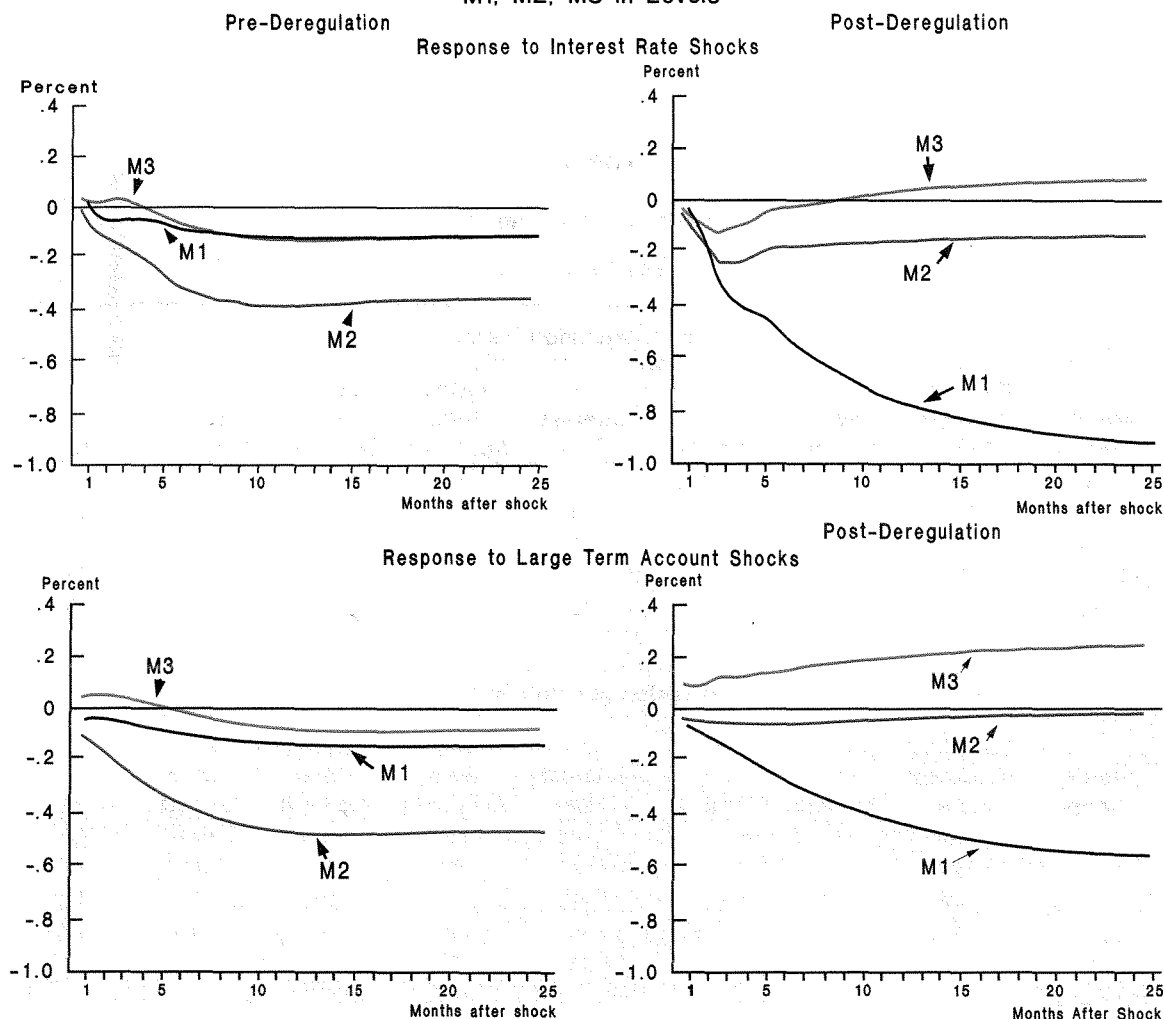 Pre-Deregulation
Post-Deregulation
Response to Interest Rate Shocks
Percent
.4
.2
0
-.2
-.4
-.6
-.8
-1.0
M3
M1
M2
1 5 10 15 20 25
Months after shock
Percent
.4
.2
0
-.2
-.4
-.6
-.8
-1.0
M3
M2
M1
1 5 10 15 20 25
Months after shock
Post-Deregulation
Response to Large Term Account Shocks
Percent
.4
.2
0
-.2
-.4
-.6
-.8
-1.0
M3
M1
M2
1 5 10 15 20 25
Months after shock
Percent
.4
.2
0
-.2
-.4
-.6
-.8
-1.0
M3
M2
M1
1 5 10 15 20 25
Months After Shock